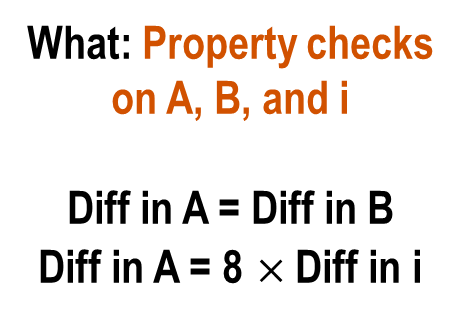 What: Property checks
on A, B, and i
Diff in A = Diff in B
Diff in A = 8 × Diff in i